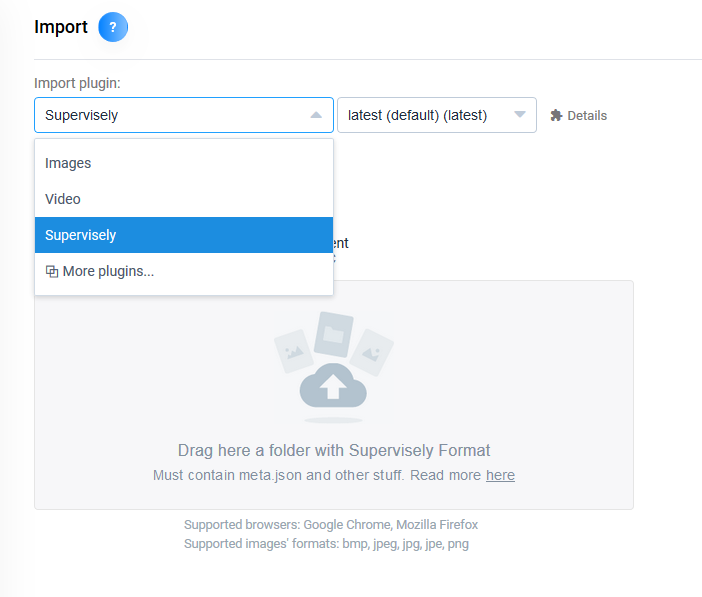 Import ?
Import plugin:
Supervisely latest (default) (latest) Details
Images
Video
Supervisely
More plugins...
Drag here a folder with Supervisely Format
Must contain meta.json and other stuff. Read more here
Supported browsers: Google Chrome, Mozilla Firefox
Supported images' formats: bmp, jpeg, jpg, jpe, png